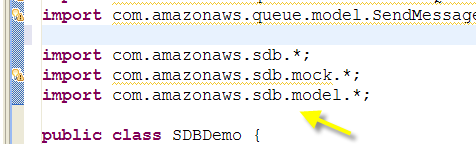 import com.amazonaws.queue.model.SendMessage
import com.amazonaws.sdb.*;
import com.amazonaws.sdb.mock.*;
import com.amazonaws.sdb.model.*;
public class SDBDemo {